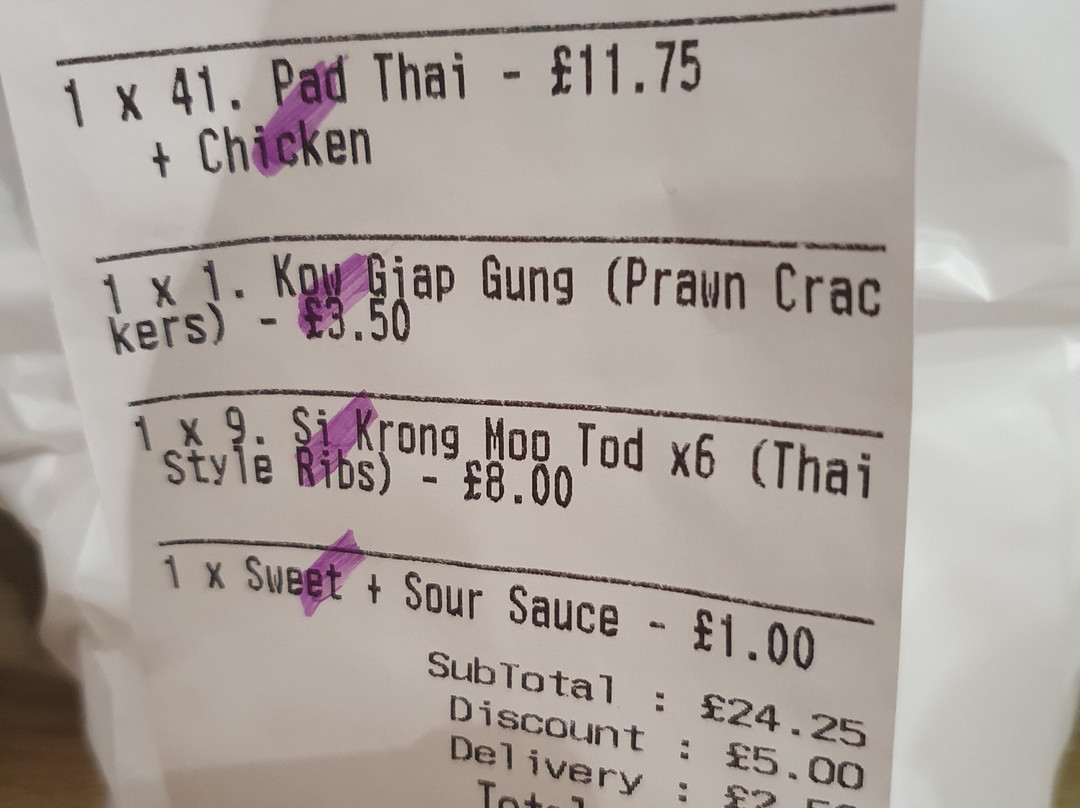 1 x 41. Pad Thai - £11.75
+ Chicken
1 x 1. Kow Giap Gung (Prawn Crac
kers) - £3.50
1 x 9. Si Krong Moo Tod x6 (Thai
Style Ribs) - £8.00
1 x Sweet + Sour Sauce - £1.00
SubTotal : £24.25
Discount : £5.00
Delivery :